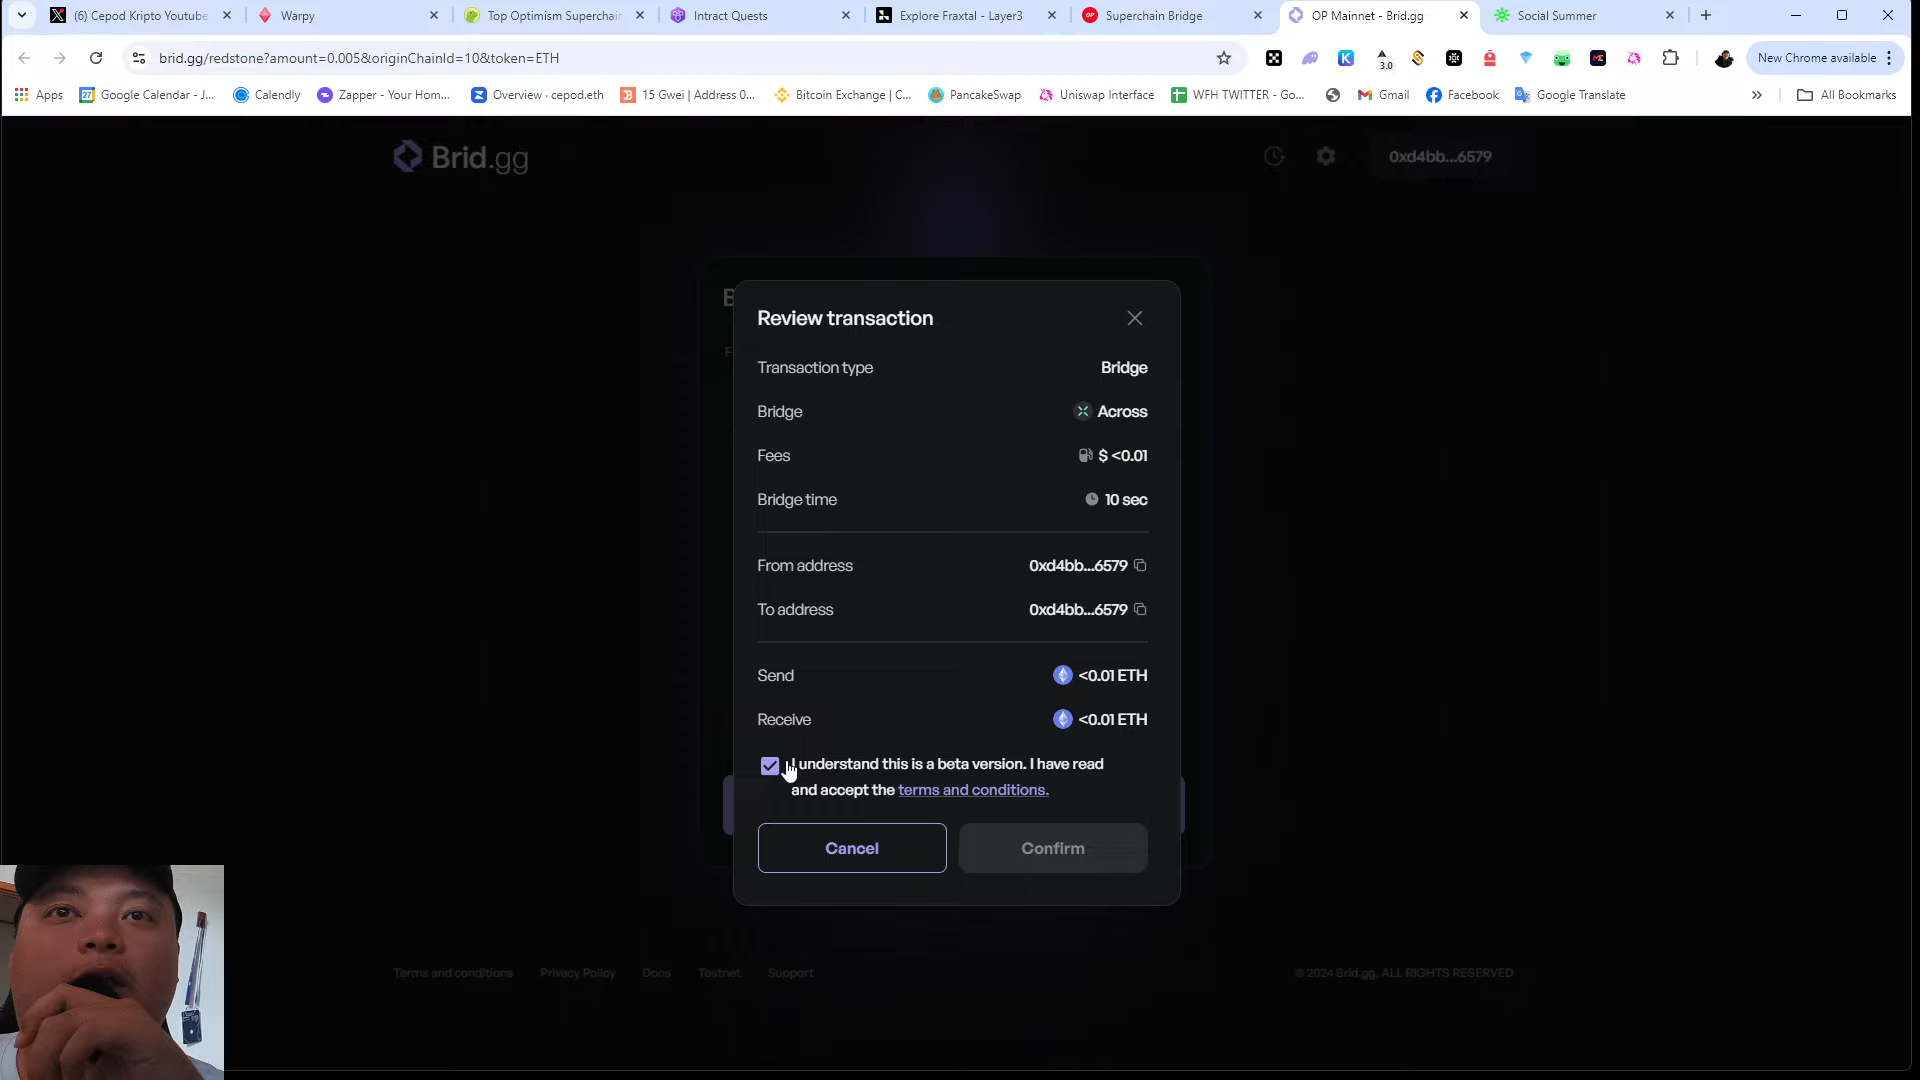 (6) Cepod Kripto Youtube
Warpy
Top Optimism Superchain
Intract Quests
Explore Fraxtal - Layer3
Superchain Bridge
OP Mainnet - Brid.gg
Social Summer
brid.gg/redstone?amount=0.005&originChainId=10&token=ETH
3.0
New Chrome available
Apps
Google Calendar - J...
Calendly
Zapper - Your Hom...
Overview · cepod.eth
15 Gwei | Address 0...
Bitcoin Exchange | C...
PancakeSwap
Uniswap Interface
WFH TWITTER - Go...
Gmail
Facebook
Google Translate
All Bookmarks
Brid.gg
0xd4bb...6579
Review transaction
Transaction type
Bridge
Bridge
Across
Fees
$ <0.01
Bridge time
10 sec
From address
0xd4bb...6579
To address
0xd4bb...6579
Send
<0.01 ETH
Receive
<0.01 ETH
I understand this is a beta version. I have read
and accept the terms and conditions.
Cancel
Confirm
Terms and conditions
Privacy Policy
Docs
Testnet
Support
© 2024 Brid.gg, ALL RIGHTS RESERVED